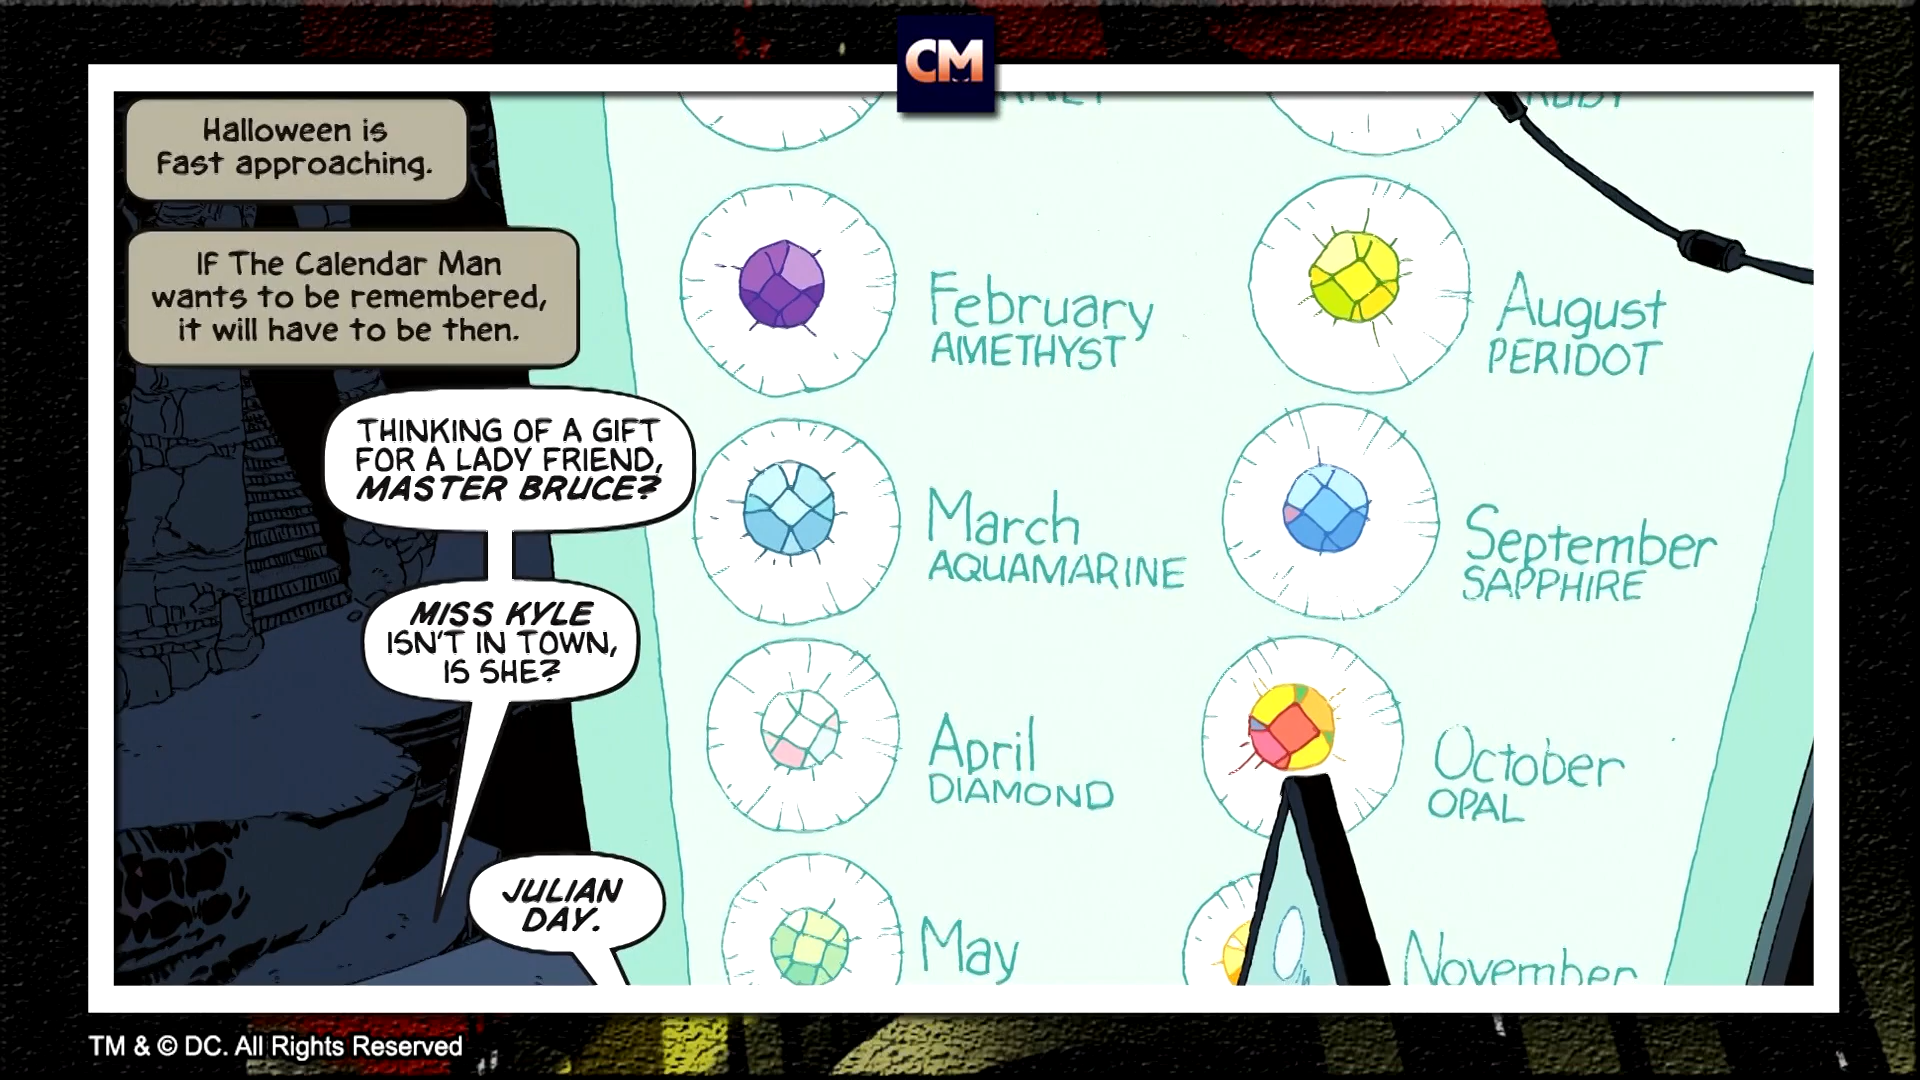 CM
Halloween is
fast approaching.
If The Calendar Man
wants to be remembered,
it will have to be then.
THINKING OF A GIFT
FOR A LADY FRIEND,
MASTER BRUCE?
MISS KYLE
ISN'T IN TOWN,
IS SHE?
JULIAN
DAY.
RUBY
February
AMETHYST
August
PERIDOT
March
AQUAMARINE
September
SAPPHIRE
April
DIAMOND
October
OPAL
May
November
TM & © DC. All Rights Reserved